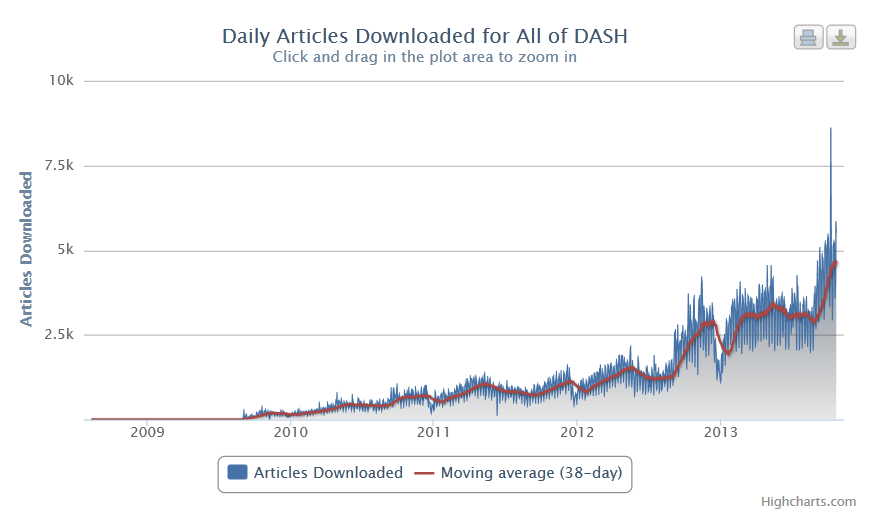 Daily Articles Downloaded for All of DASH
Click and drag in the plot area to zoom in
10k
7.5k
5k
2.5k
Articles Downloaded
2009 2010 2011 2012 2013
Articles Downloaded Moving average (38-day)
Highcharts.com